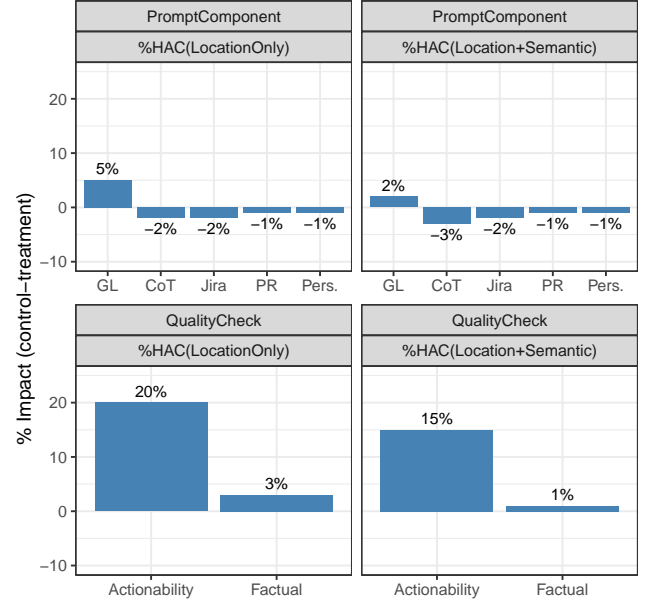 PromptComponent
PromptComponent
%HAC(LocationOnly)
%HAC(Location+Semantic)
20
10
0
−10
5%
−2%
−2%
−1%
−1%
2%
−3%
−2%
−1%
−1%
GL CoT Jira PR Pers.
GL CoT Jira PR Pers.
% Impact (control−treatment)
QualityCheck
QualityCheck
%HAC(LocationOnly)
%HAC(Location+Semantic)
20
10
0
−10
20%
3%
15%
1%
Actionability Factual
Actionability Factual